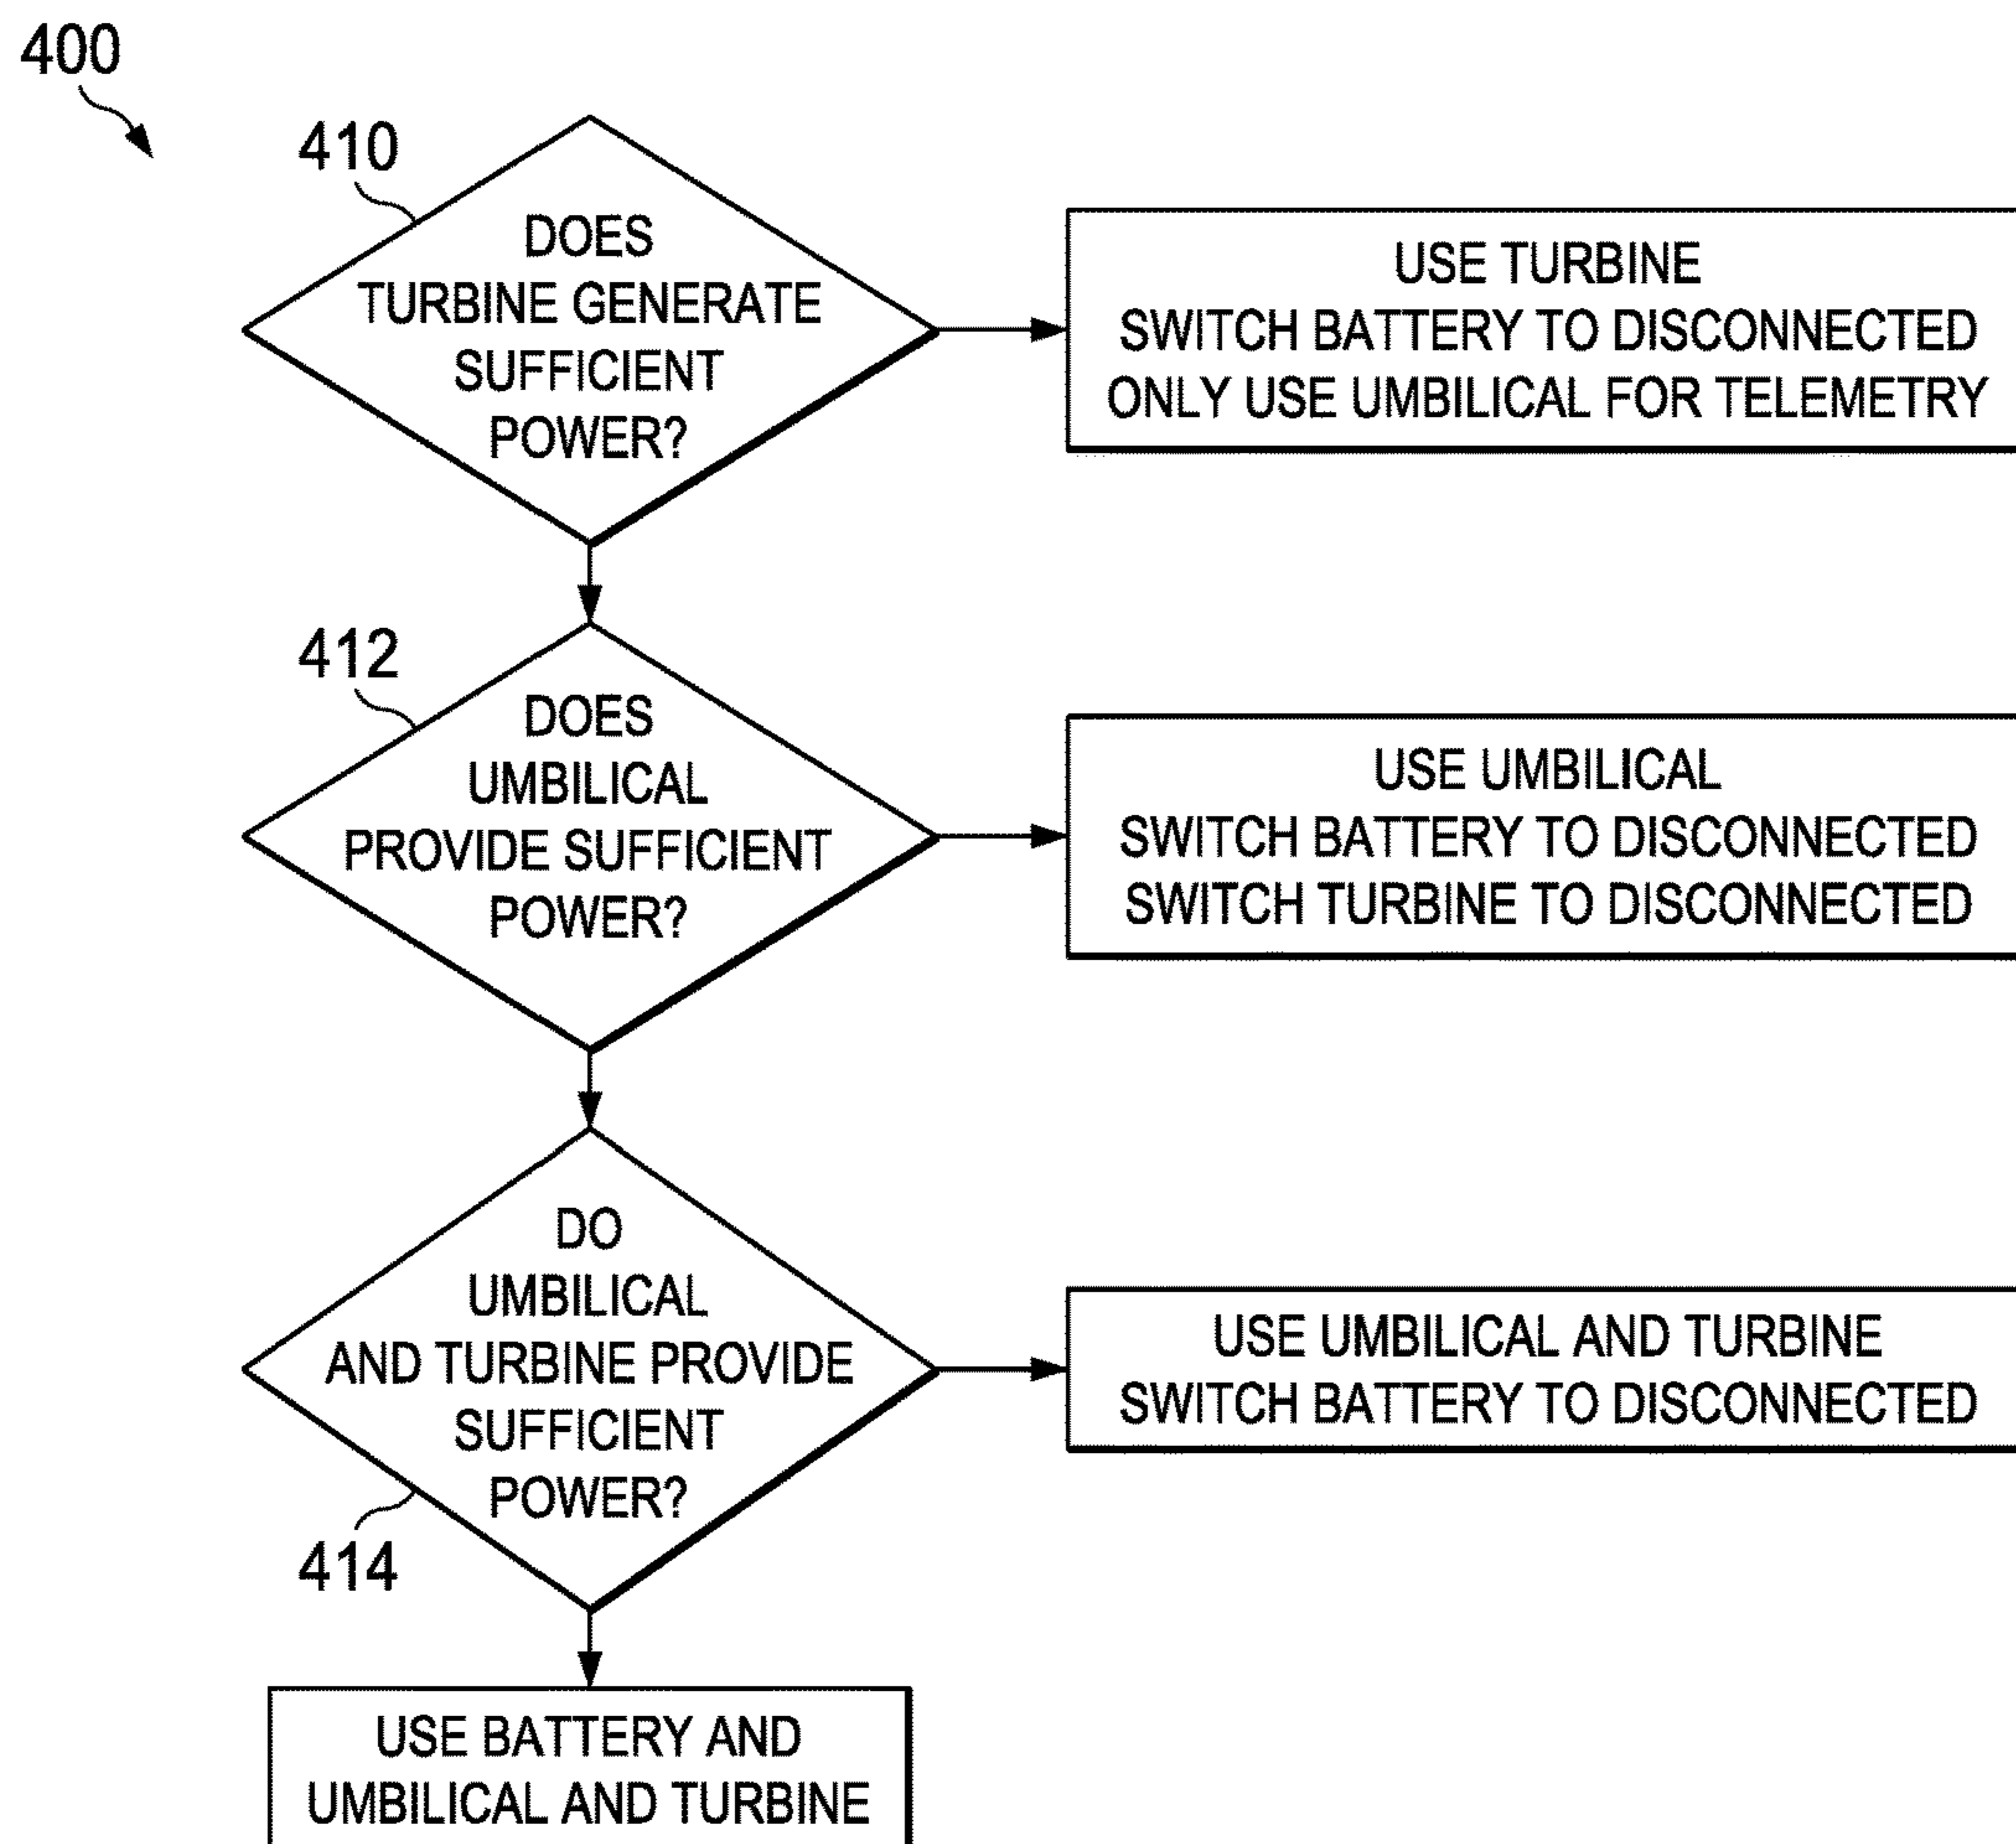 400
410
DOES
TURBINE GENERATE
SUFFICIENT
POWER?
USE TURBINE
SWITCH BATTERY TO DISCONNECTED
ONLY USE UMBILICAL FOR TELEMETRY
412
DOES
UMBILICAL
PROVIDE SUFFICIENT
POWER?
USE UMBILICAL
SWITCH BATTERY TO DISCONNECTED
SWITCH TURBINE TO DISCONNECTED
DO
UMBILICAL
AND TURBINE PROVIDE
SUFFICIENT
POWER?
414
USE UMBILICAL AND TURBINE
SWITCH BATTERY TO DISCONNECTED
USE BATTERY AND
UMBILICAL AND TURBINE